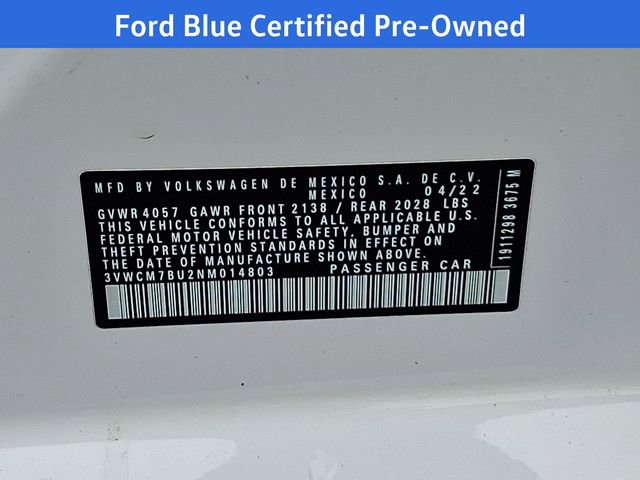 Ford Blue Certified Pre-Owned
MFD BY VOLKSWAGEN DE MEXICO S.A. DE C.V.
MEXICO 04/22
GVWR 4057 GAWR FRONT 2138 / REAR 2028 LBS
THIS VEHICLE CONFORMS TO ALL APPLICABLE U.S.
FEDERAL MOTOR VEHICLE SAFETY, BUMPER AND
THEFT PREVENTION STANDARDS IN EFFECT ON
THE DATE OF MANUFACTURE SHOWN ABOVE.
3VWCM7BU2NM014803 PASSENGER CAR
19111298 3675 M